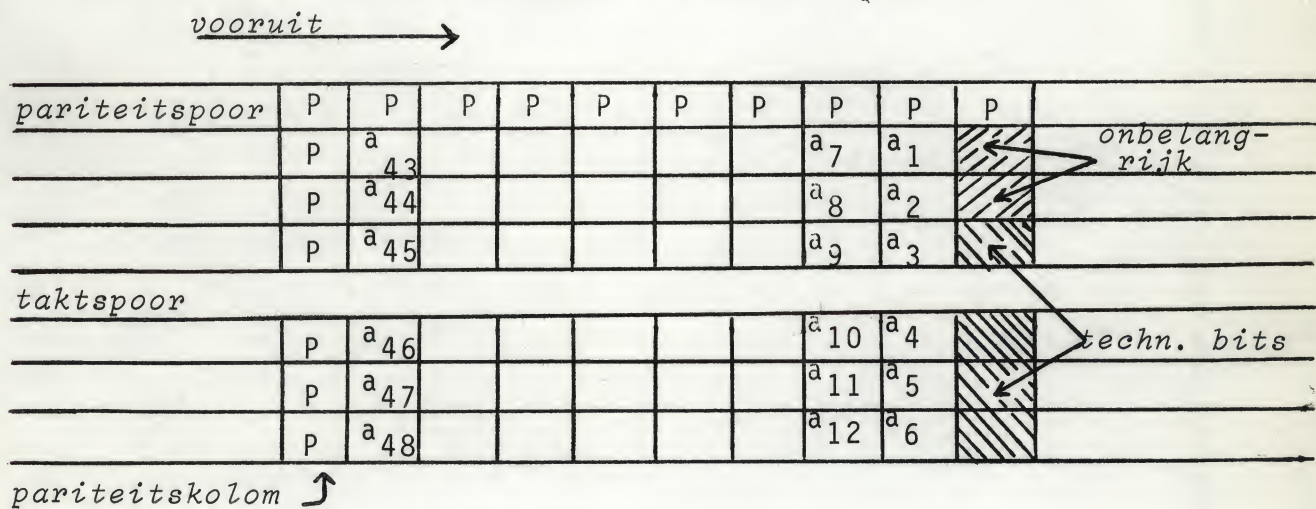 vooruit
pariteitspoor P P P P P P P P P P
P a43 a7 a1 onbelang-
rijk
P a44 a8 a2
P a45 a9 a3
taktspoor
P a46 a10 a4 techn. bits
P a47 a11 a5
P a48 a12 a6
pariteitskolom